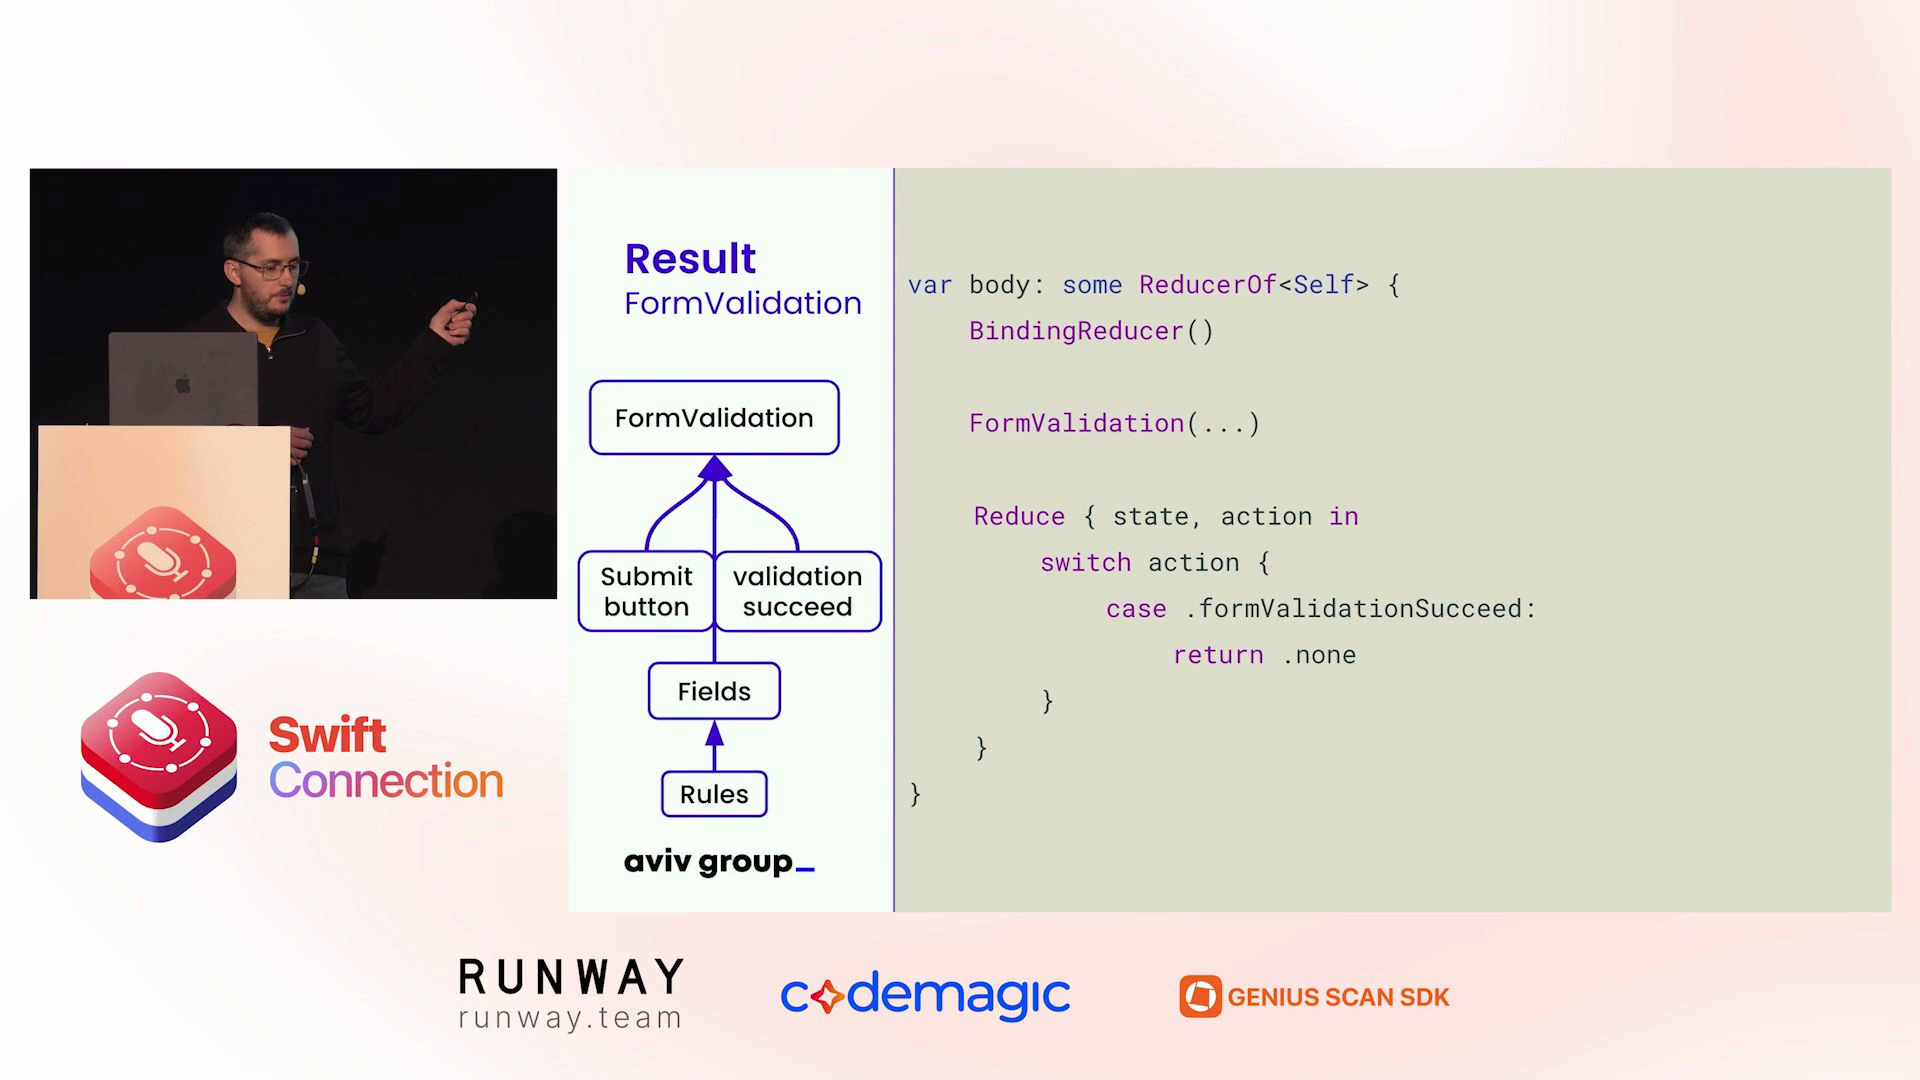 Result
FormValidation
FormValidation
Submit
button
validation
succeed
Fields
Rules
aviv group_
var body: some ReducerOf<Self> {
BindingReducer()
FormValidation(...)
Reduce { state, action in
switch action {
case .formValidationSucceed:
return .none
}
}
}
Swift
Connection
RUNWAY
runway.team
codemagic
GENIUS SCAN SDK